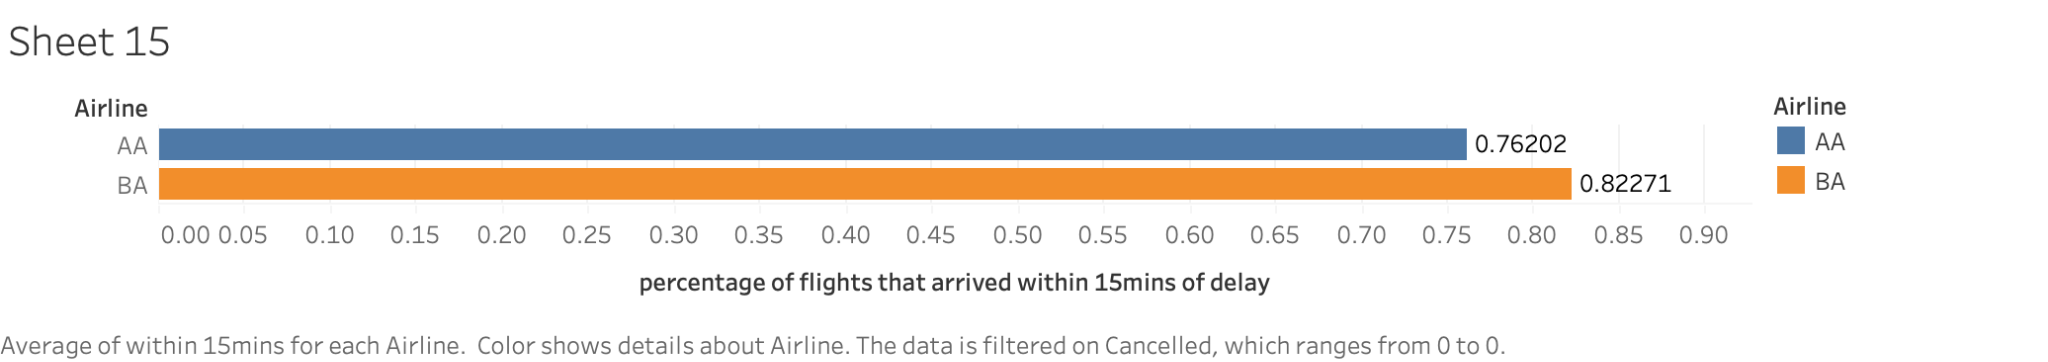 Sheet 15
Airline
AA 0.76202
BA 0.82271
0.00 0.05 0.10 0.15 0.20 0.25 0.30 0.35 0.40 0.45 0.50 0.55 0.60 0.65 0.70 0.75 0.80 0.85 0.90
percentage of flights that arrived within 15mins of delay
Airline
AA
BA
Average of within 15mins for each Airline.  Color shows details about Airline. The data is filtered on Cancelled, which ranges from 0 to 0.